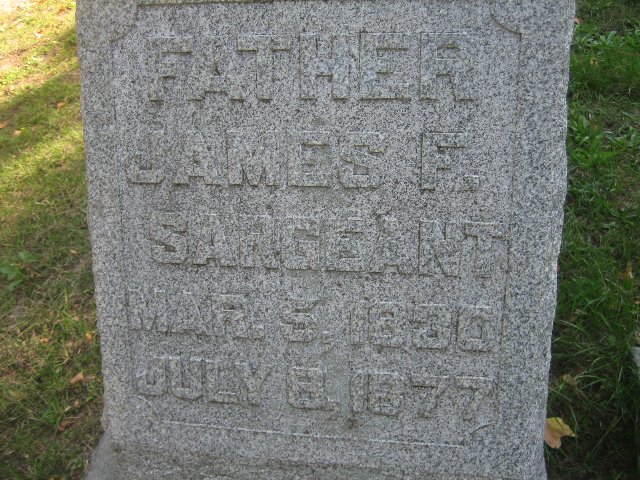 FATHER
JAMES F.
SARGEANT
MAR. 5, 1830
JULY 8, 1877